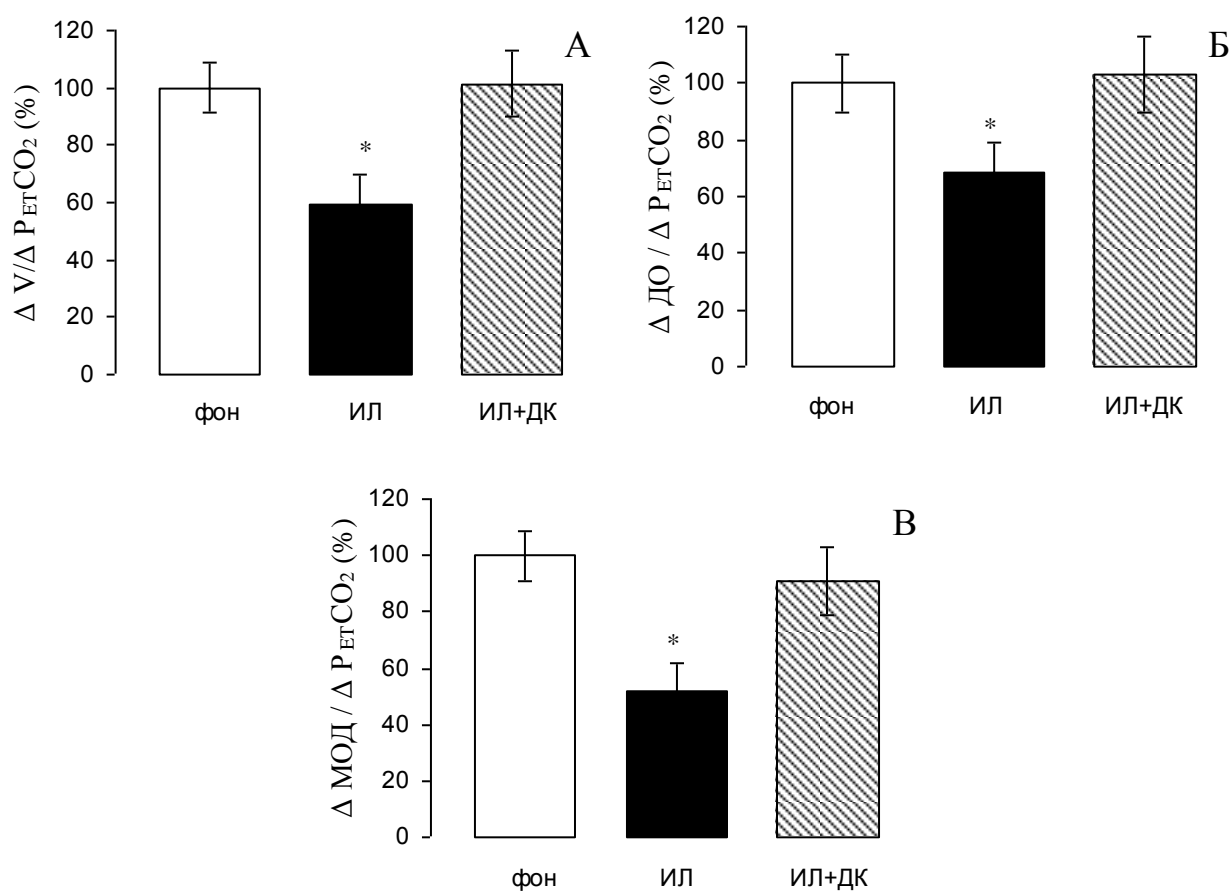 А
Δ V/Δ PETCO2 (%)
120
100
80
60
40
20
0
*
фон ИЛ ИЛ+ДК
Б
Δ ДО / Δ PETCO2 (%)
120
100
80
60
40
20
0
*
фон ИЛ ИЛ+ДК
В
Δ МОД / Δ PETCO2 (%)
120
100
80
60
40
20
0
*
фон ИЛ ИЛ+ДК